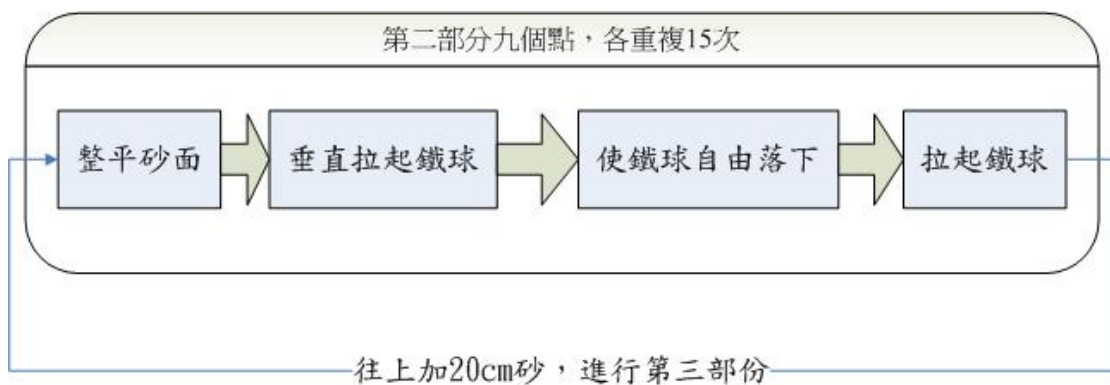 第二部分九個點，各重複15次
整平砂面
垂直拉起鐵球
使鐵球自由落下
拉起鐵球
往上加20cm砂，進行第三部份